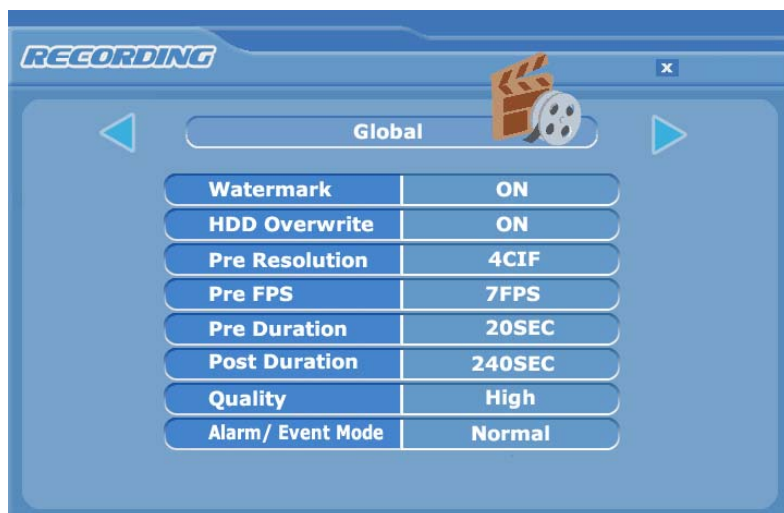 RECORDING
X
Global
Watermark ON
HDD Overwrite ON
Pre Resolution 4CIF
Pre FPS 7FPS
Pre Duration 20SEC
Post Duration 240SEC
Quality High
Alarm/ Event Mode Normal